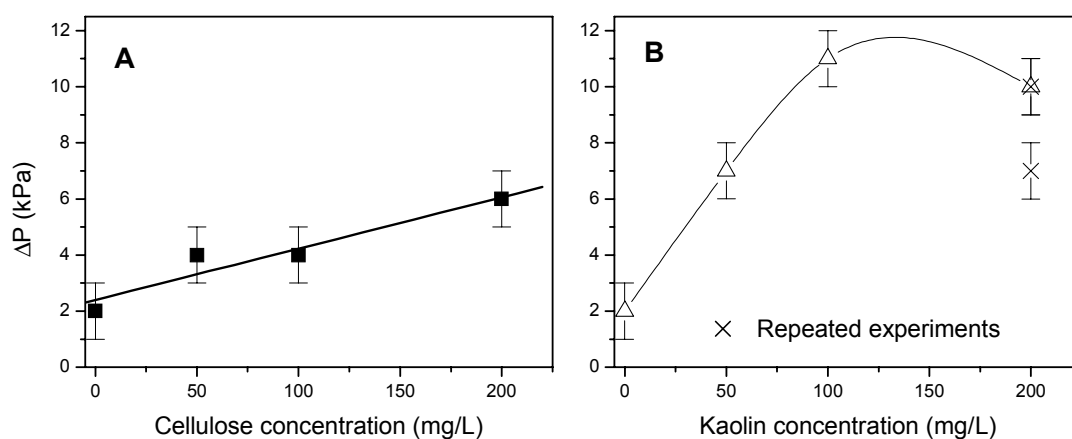 A
B
12
10
8
6
4
2
0
ΔP (kPa)
0 50 100 150 200
Cellulose concentration (mg/L)
12
10
8
6
4
2
0
Repeated experiments
0 50 100 150 200
Kaolin concentration (mg/L)